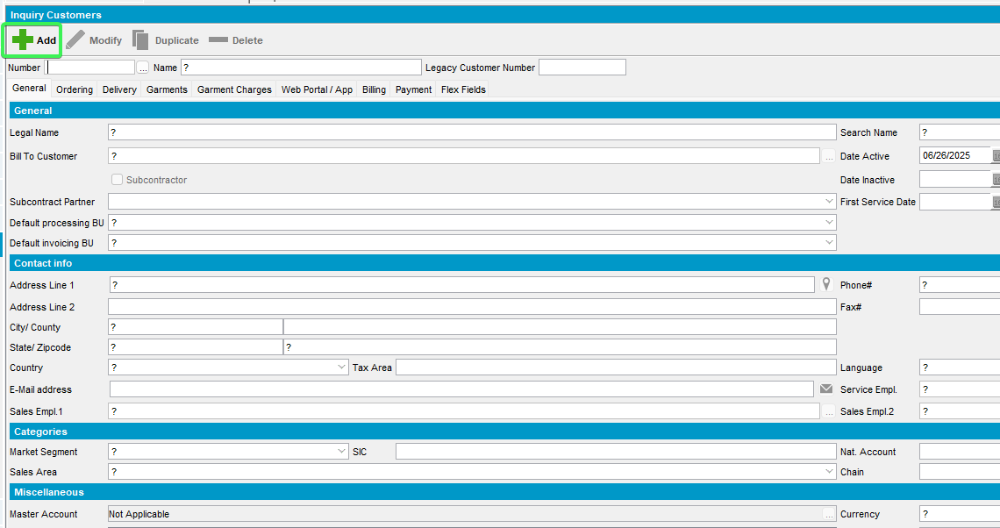 Inquiry Customers
Add Modify Duplicate Delete
Number ... Name ? Legacy Customer Number
General Ordering Delivery Garments Garment Charges Web Portal / App Billing Payment Flex Fields
General
Legal Name ? Search Name ?
Bill To Customer ? ... Date Active 06/26/2025
Subcontractor Date Inactive
Subcontract Partner First Service Date
Default processing BU ?
Default invoicing BU ?
Contact info
Address Line 1 ? Phone# ?
Address Line 2 Fax#
City/ County ?
State/ Zipcode ? ?
Country ? Tax Area Language ?
E-Mail address Service Empl. ?
Sales Empl.1 ? ... Sales Empl.2 ?
Categories
Market Segment ? SIC Nat. Account
Sales Area ? Chain
Miscellaneous
Master Account Not Applicable ... Currency ?